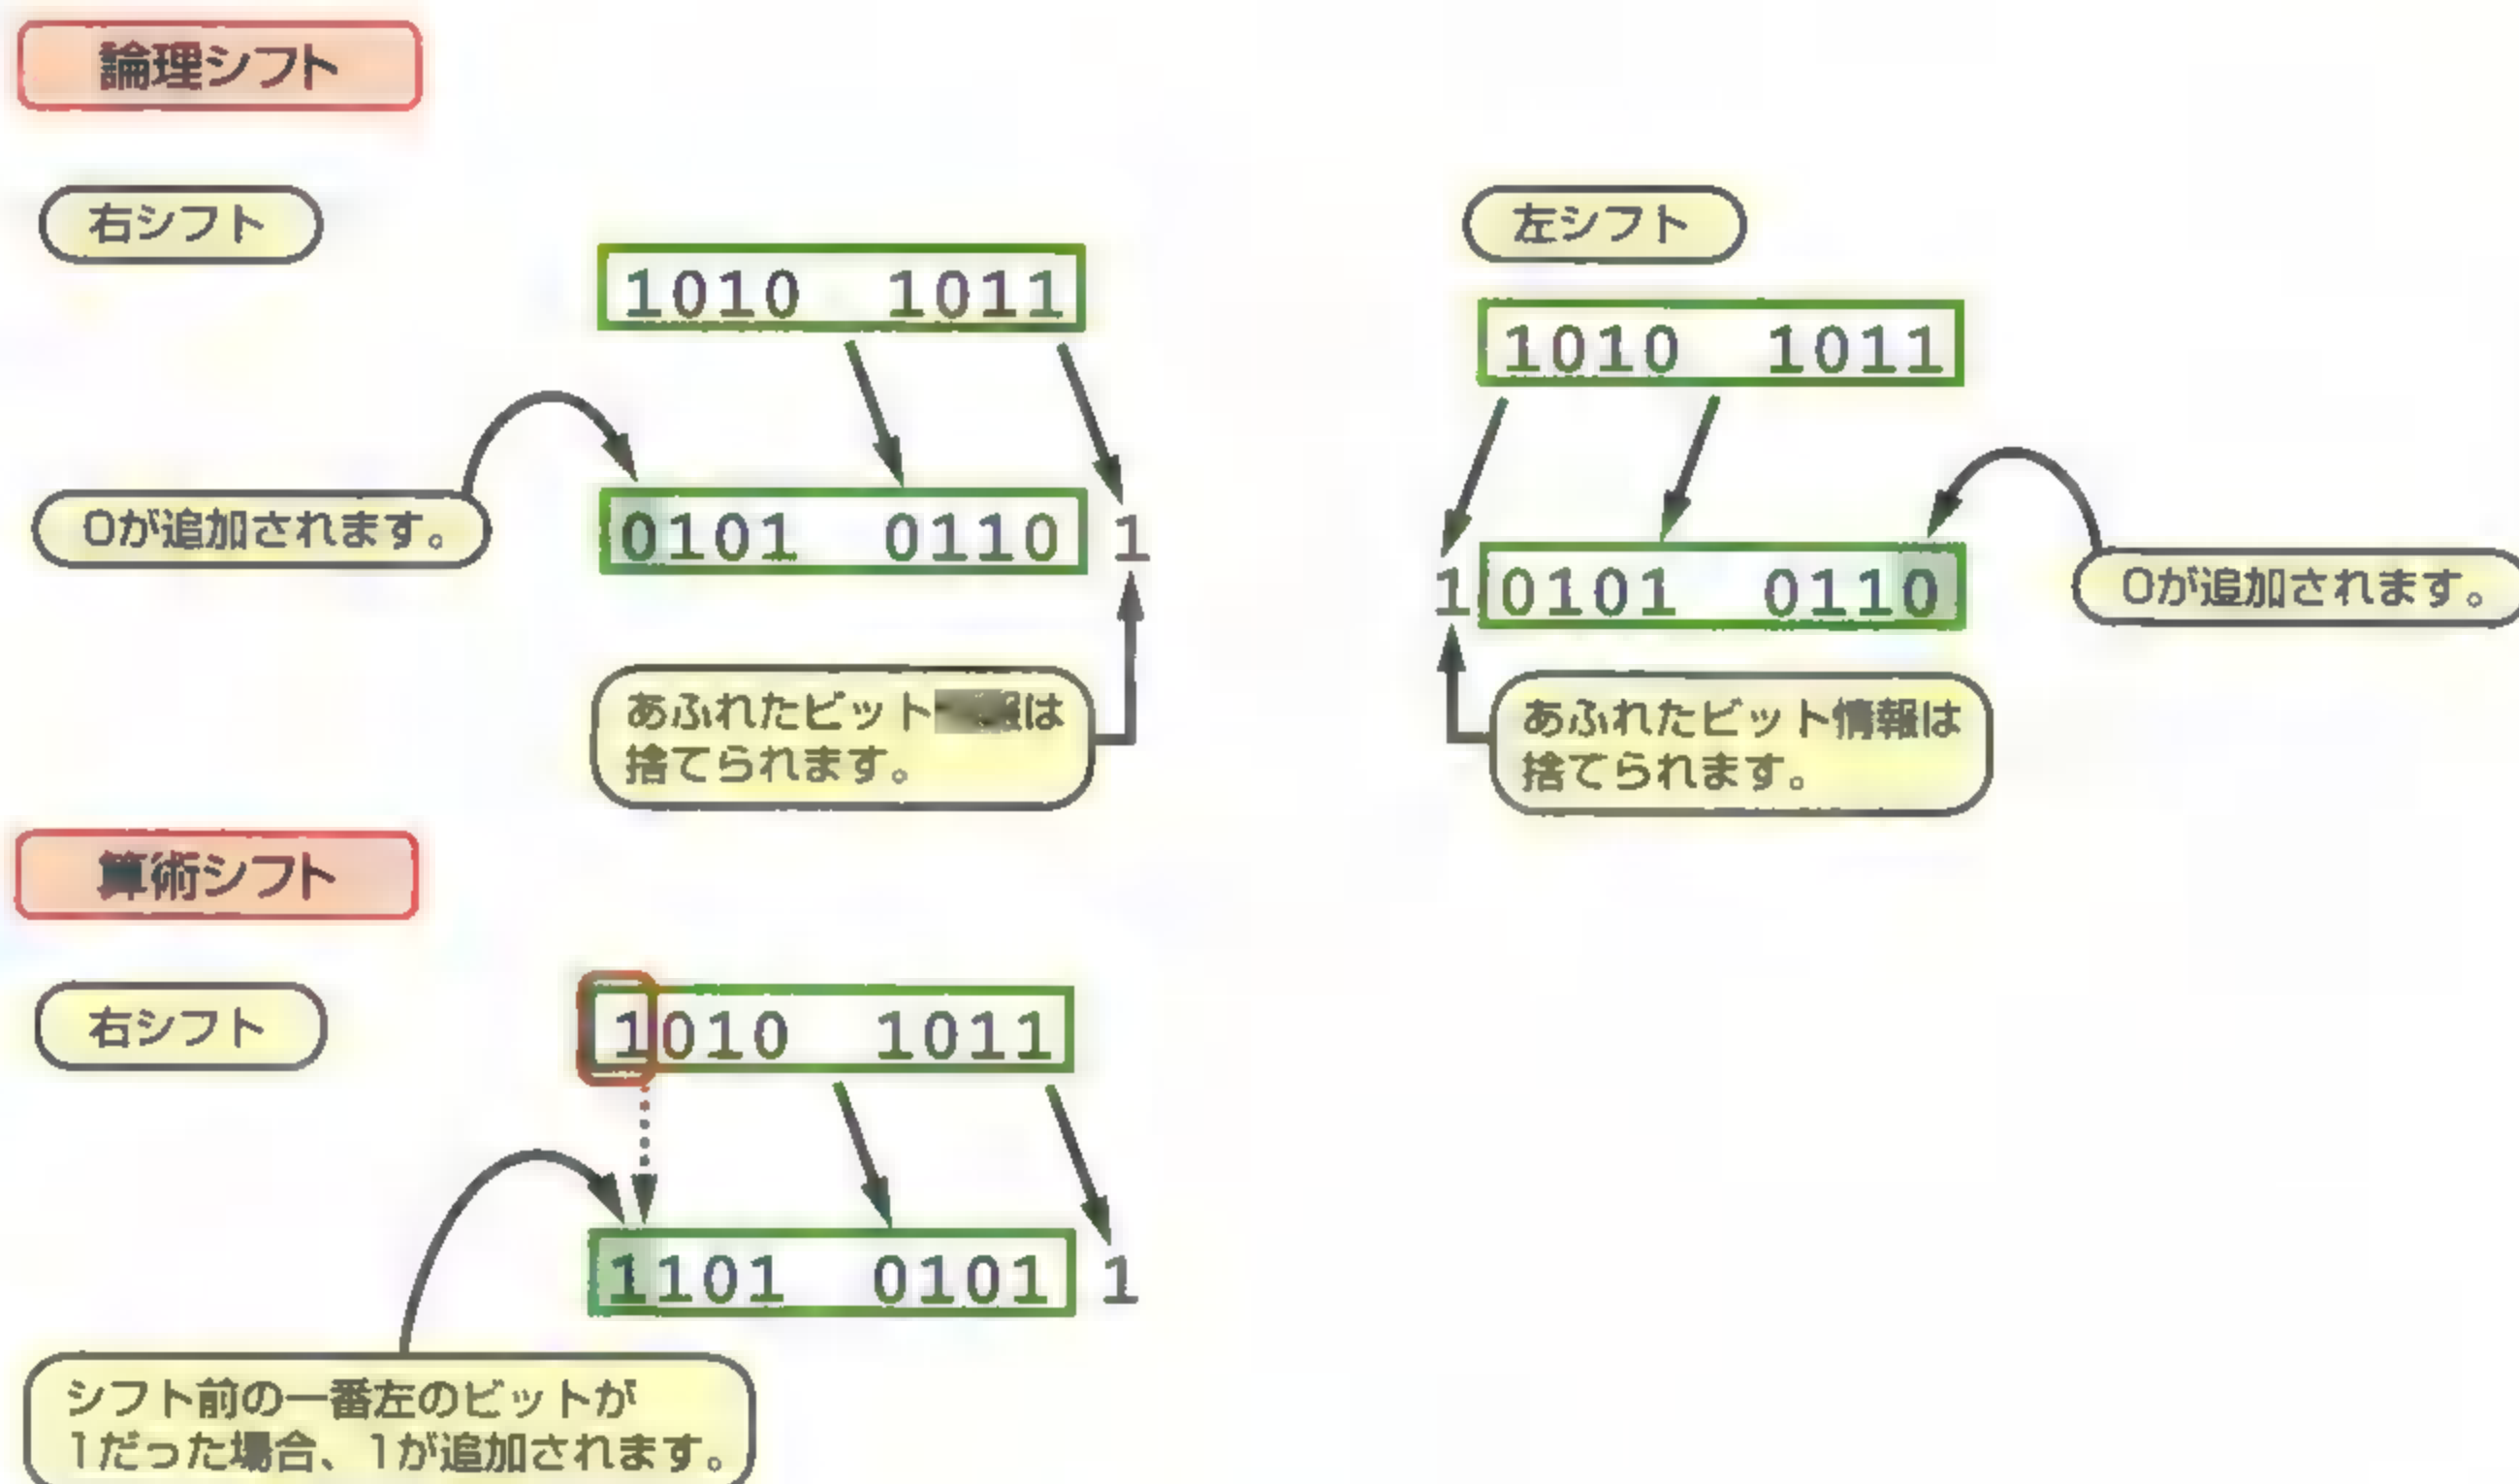 論理シフト
右シフト
左シフト
1010 1011
1010 1011
0が追加されます。
0101 0110 1
1 0101 0110
0が追加されます。
あふれたビット は
捨てられます。
あふれたビット情報は
捨てられます。
算術シフト
右シフト
1010 1011
1101 0101 1
シフト前の一番左のビットが
1だった場合、1が追加されます。